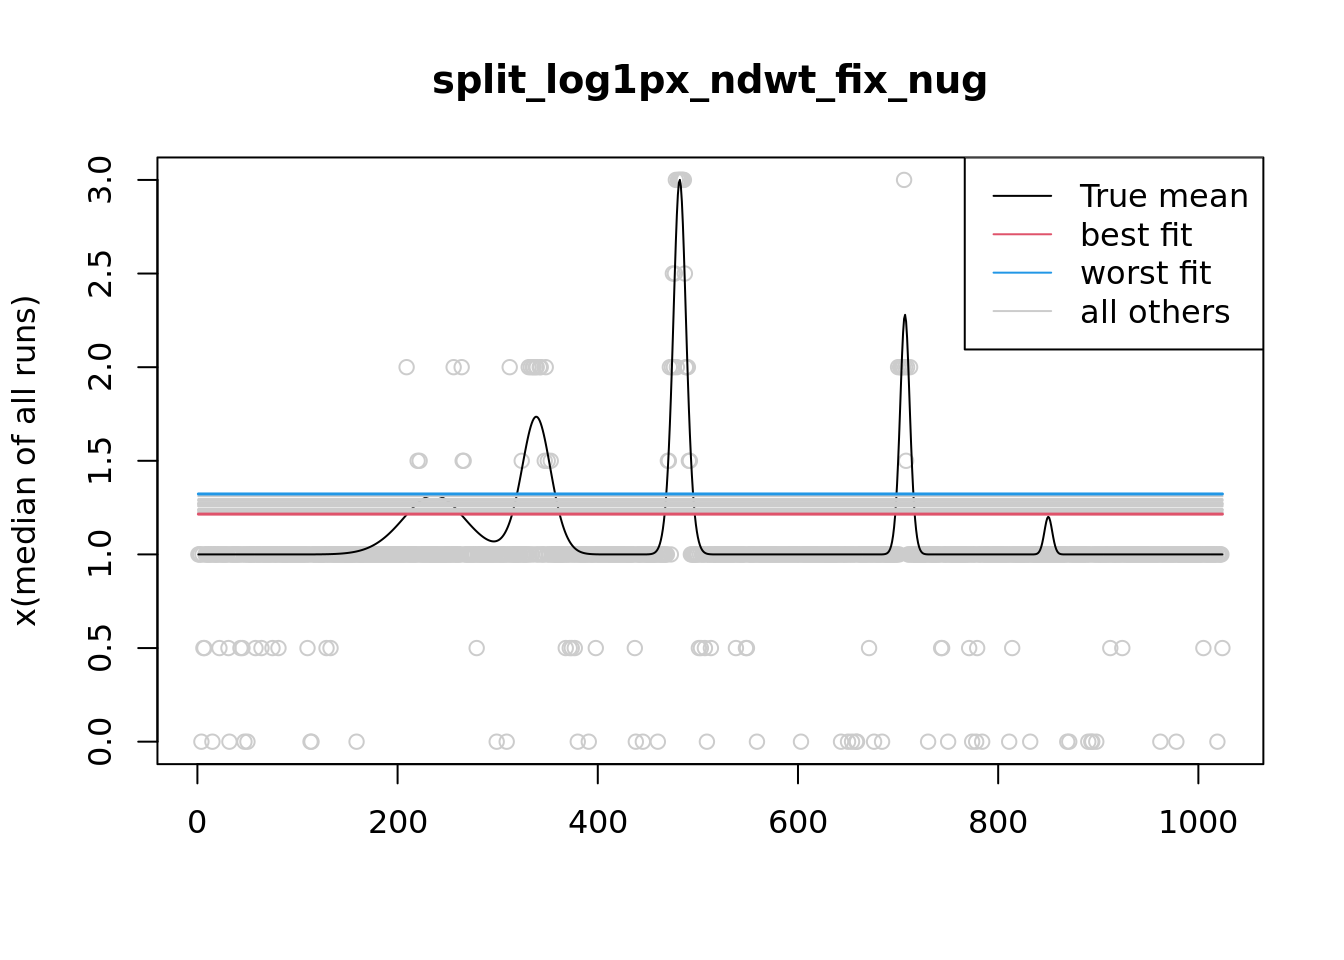 split_log1px_ndwt_fix_nug
x(median of all runs)
3.0
2.5
2.0
1.5
1.0
0.5
0.0
True mean
best fit
worst fit
all others
0 200 400 600 800 1000